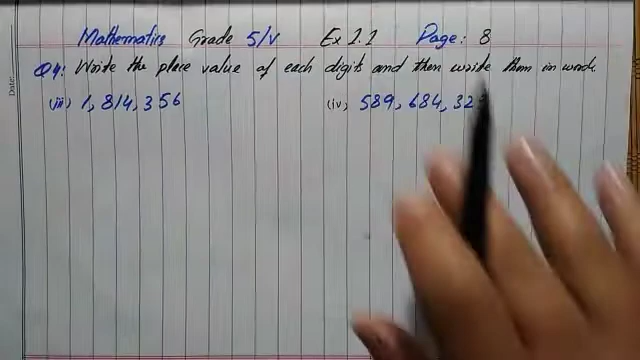 Date:
Mathematics Grade 5/V Ex 1.1 Page: 8
Q4: Write the place value of each digit and then write them in words.
(iii) 1,814,356 (iv) 589,684,32